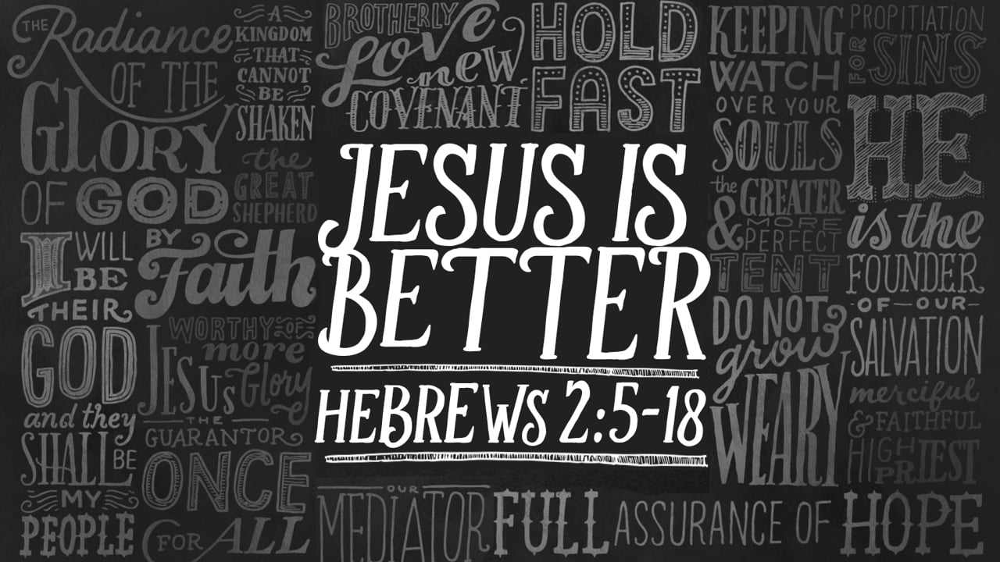 THE Radiance
OF THE
GLORY
OF GOD
A
KINGDOM
THAT
CANNOT
BE
SHAKEN
the
GREAT
SHEPHERD
I WILL
BE
THEIR
GOD
and they
SHALL BE
MY
PEOPLE
BY
Faith
WORTHY OF
more
JESUS Glory
THE
GUARANTOR
ONCE
FOR ALL
BROTHERLY
Love
new
COVENANT
HOLD
FAST
JESUS IS
BETTER
HEBREWS 2:5-18
OUR
MEDIATOR
FULL ASSURANCE OF HOPE
KEEPING
WATCH
OVER YOUR
SOULS
the GREATER
& MORE
PERFECT
TENT
DO NOT
grow
WEARY
PROPITIATION
FOR SINS
HE
is the
FOUNDER
OF OUR
SALVATION
merciful
& FAITHFUL
HIGH
PRIEST